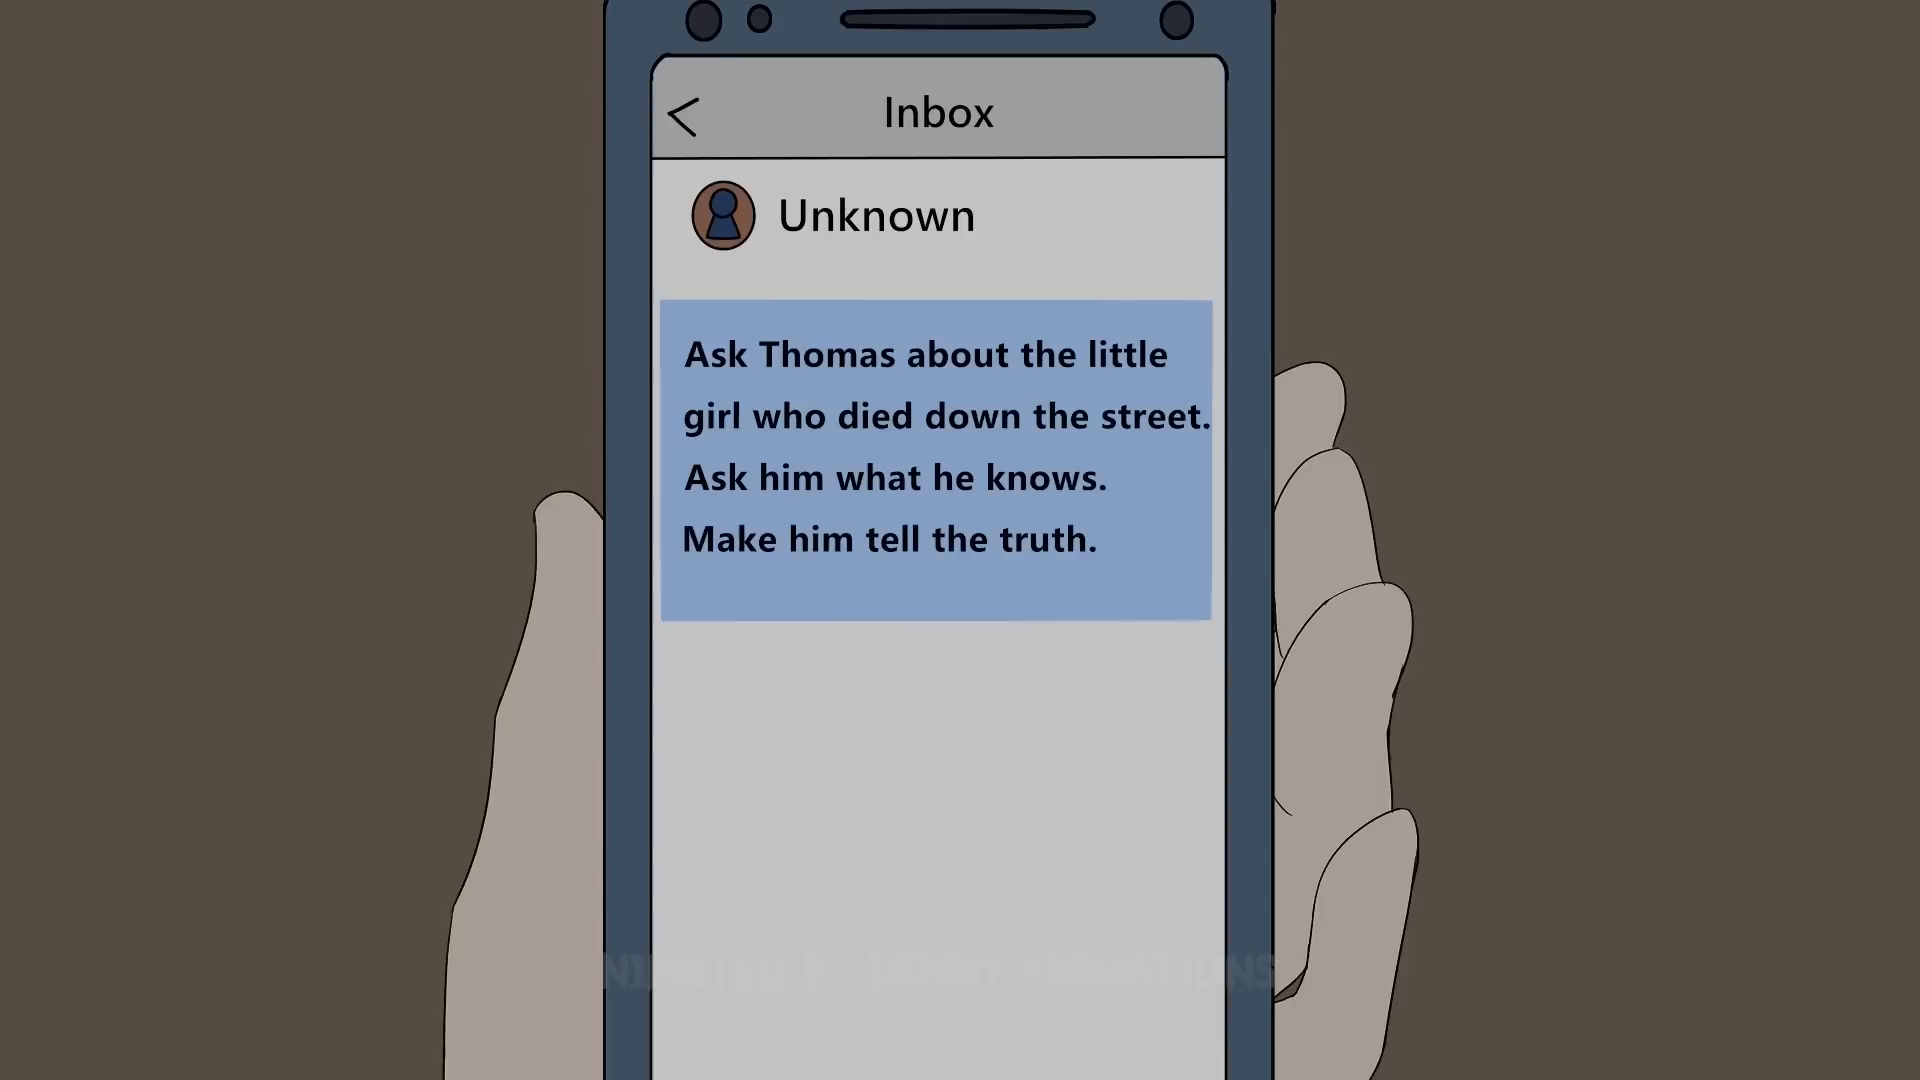 Inbox
Unknown
Ask Thomas about the little
girl who died down the street.
Ask him what he knows.
Make him tell the truth.